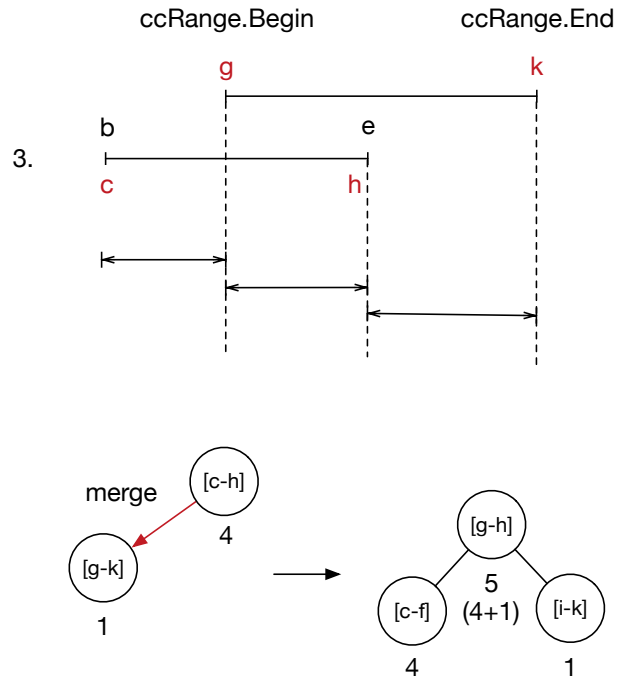 ccRange.Begin ccRange.End
g k
b e
3.
c h
merge
[c-h]
4
[g-k]
1
[g-h]
5
(4+1)
[c-f] [i-k]
4 1